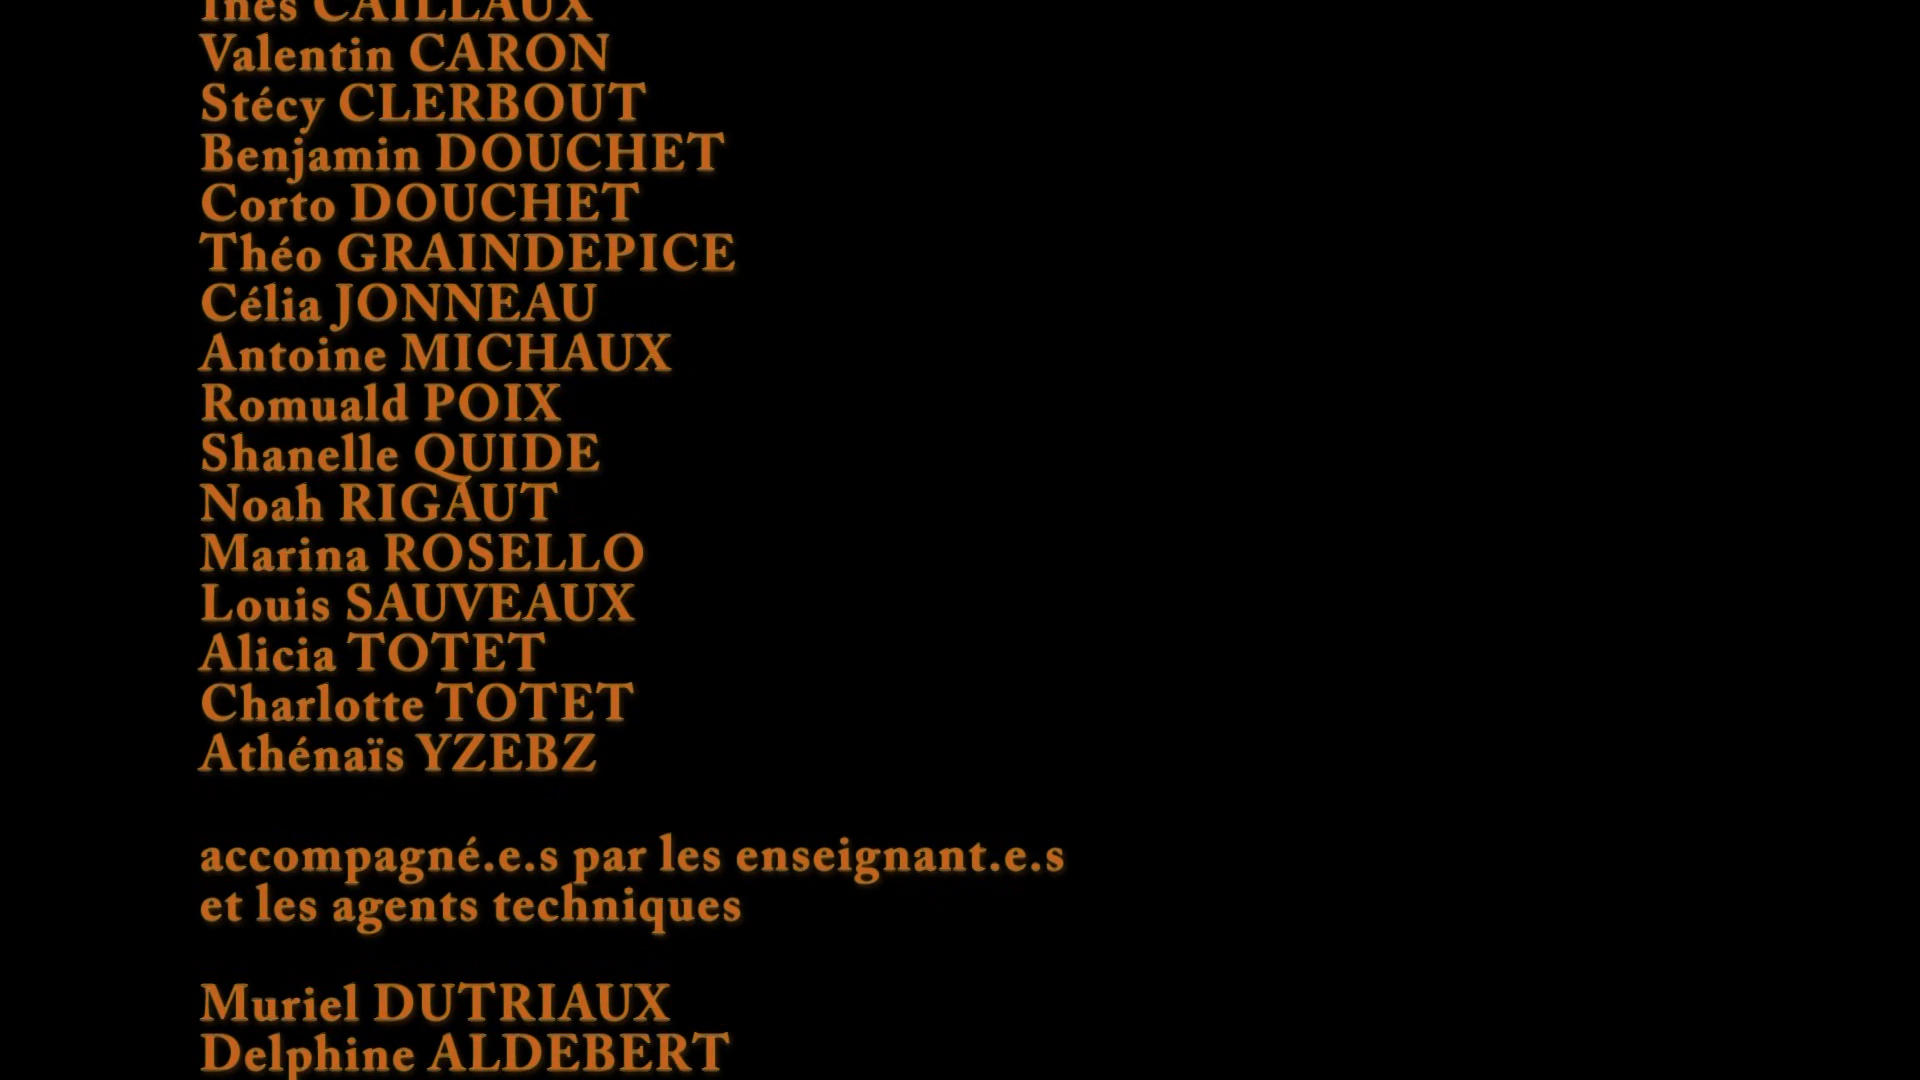 Inès CAILLAUX
Valentin CARON
Stécy CLERBOUT
Benjamin DOUCHET
Corto DOUCHET
Théo GRAINDEPICE
Célia JONNEAU
Antoine MICHAUX
Romuald POIX
Shanelle QUIDE
Noah RIGAUT
Marina ROSELLO
Louis SAUVEAUX
Alicia TOTET
Charlotte TOTET
Athénaïs YZEBZ
accompagné.e.s par les enseignant.e.s
et les agents techniques
Muriel DUTRIAUX
Delphine ALDEBERT